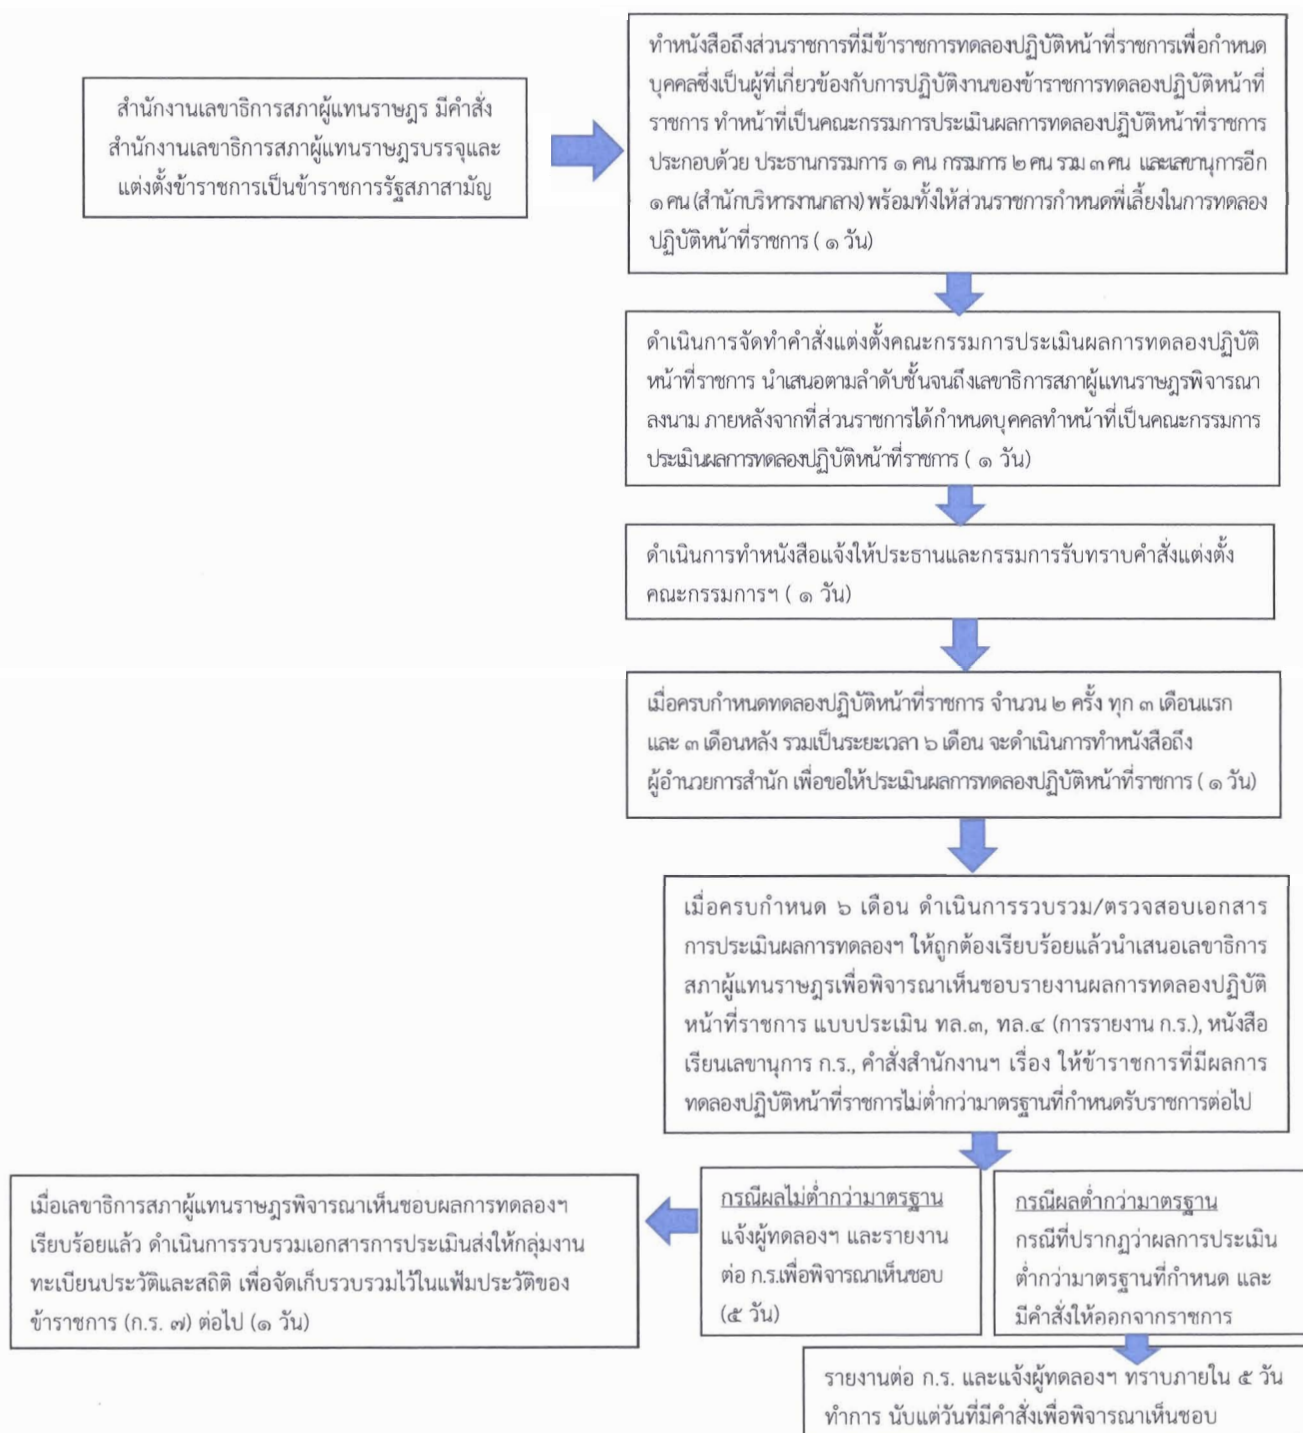 สำนักงานเลขาธิการสภาผู้แทนราษฎร มีคำสั่ง
สำนักงานเลขาธิการสภาผู้แทนราษฎรบรรจุและ
แต่งตั้งข้าราชการเป็นข้าราชการรัฐสภาสามัญ
ทำหนังสือถึงส่วนราชการที่มีข้าราชการทดลองปฏิบัติหน้าที่ราชการเพื่อกำหนด
บุคคลซึ่งเป็นผู้ที่เกี่ยวข้องกับการปฏิบัติงานของข้าราชการทดลองปฏิบัติหน้าที่
ราชการ ทำหน้าที่เป็นคณะกรรมการประเมินผลการทดลองปฏิบัติหน้าที่ราชการ
ประกอบด้วย ประธานกรรมการ ๑ คน กรรมการ ๒ คน รวม ๓ คน และเลขานุการอีก
๑ คน (สำนักบริหารงานกลาง) พร้อมทั้งให้ส่วนราชการกำหนดพี่เลี้ยงในการทดลอง
ปฏิบัติหน้าที่ราชการ ( ๑ วัน)
ดำเนินการจัดทำคำสั่งแต่งตั้งคณะกรรมการประเมินผลการทดลองปฏิบัติ
หน้าที่ราชการ นำเสนอตามลำดับชั้นจนถึงเลขาธิการสภาผู้แทนราษฎรพิจารณา
ลงนาม ภายหลังจากที่ส่วนราชการได้กำหนดบุคคลทำหน้าที่เป็นคณะกรรมการ
ประเมินผลการทดลองปฏิบัติหน้าที่ราชการ ( ๑ วัน)
ดำเนินการทำหนังสือแจ้งให้ประธานและกรรมการรับทราบคำสั่งแต่งตั้ง
คณะกรรมการฯ ( ๑ วัน)
เมื่อครบกำหนดทดลองปฏิบัติหน้าที่ราชการ จำนวน ๒ ครั้ง ทุก ๓ เดือนแรก
และ ๓ เดือนหลัง รวมเป็นระยะเวลา ๖ เดือน จะดำเนินการทำหนังสือถึง
ผู้อำนวยการสำนัก เพื่อขอให้ประเมินผลการทดลองปฏิบัติหน้าที่ราชการ ( ๑ วัน)
เมื่อครบกำหนด ๖ เดือน ดำเนินการรวบรวม/ตรวจสอบเอกสาร
การประเมินผลการทดลองฯ ให้ถูกต้องเรียบร้อยแล้วนำเสนอเลขาธิการ
สภาผู้แทนราษฎรเพื่อพิจารณาเห็นชอบรายงานผลการทดลองปฏิบัติ
หน้าที่ราชการ แบบประเมิน ทล.๓, ทล.๔ (การรายงาน ก.ร.), หนังสือ
เรียนเลขานุการ ก.ร., คำสั่งสำนักงานฯ เรื่อง ให้ข้าราชการที่มีผลการ
ทดลองปฏิบัติหน้าที่ราชการไม่ต่ำกว่ามาตรฐานที่กำหนดรับราชการต่อไป
กรณีผลไม่ต่ำกว่ามาตรฐาน
แจ้งผู้ทดลองฯ และรายงาน
ต่อ ก.ร.เพื่อพิจารณาเห็นชอบ
(๕ วัน)
เมื่อเลขาธิการสภาผู้แทนราษฎรพิจารณาเห็นชอบผลการทดลองฯ
เรียบร้อยแล้ว ดำเนินการรวบรวมเอกสารการประเมินส่งให้กลุ่มงาน
ทะเบียนประวัติและสถิติ เพื่อจัดเก็บรวบรวมไว้ในแฟ้มประวัติของ
ข้าราชการ (ก.ร. ๗) ต่อไป (๑ วัน)
กรณีผลต่ำกว่ามาตรฐาน
กรณีที่ปรากฏว่าผลการประเมิน
ต่ำกว่ามาตรฐานที่กำหนด และ
มีคำสั่งให้ออกจากราชการ
รายงานต่อ ก.ร. และแจ้งผู้ทดลองฯ ทราบภายใน ๕ วัน
ทำการ นับแต่วันที่มีคำสั่งเพื่อพิจารณาเห็นชอบ